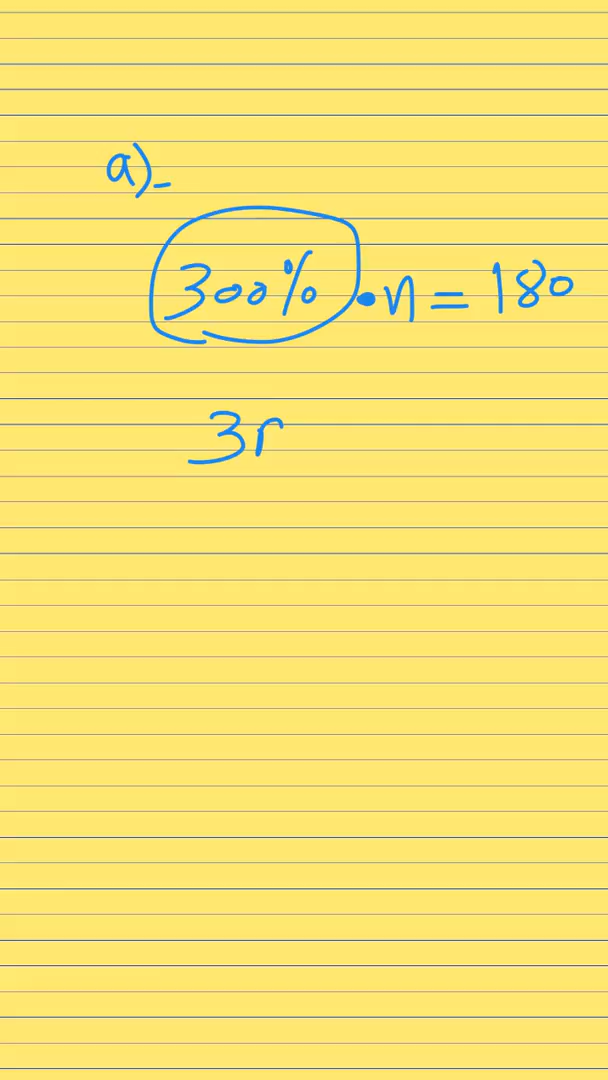 a)-
300% • n = 180
3r